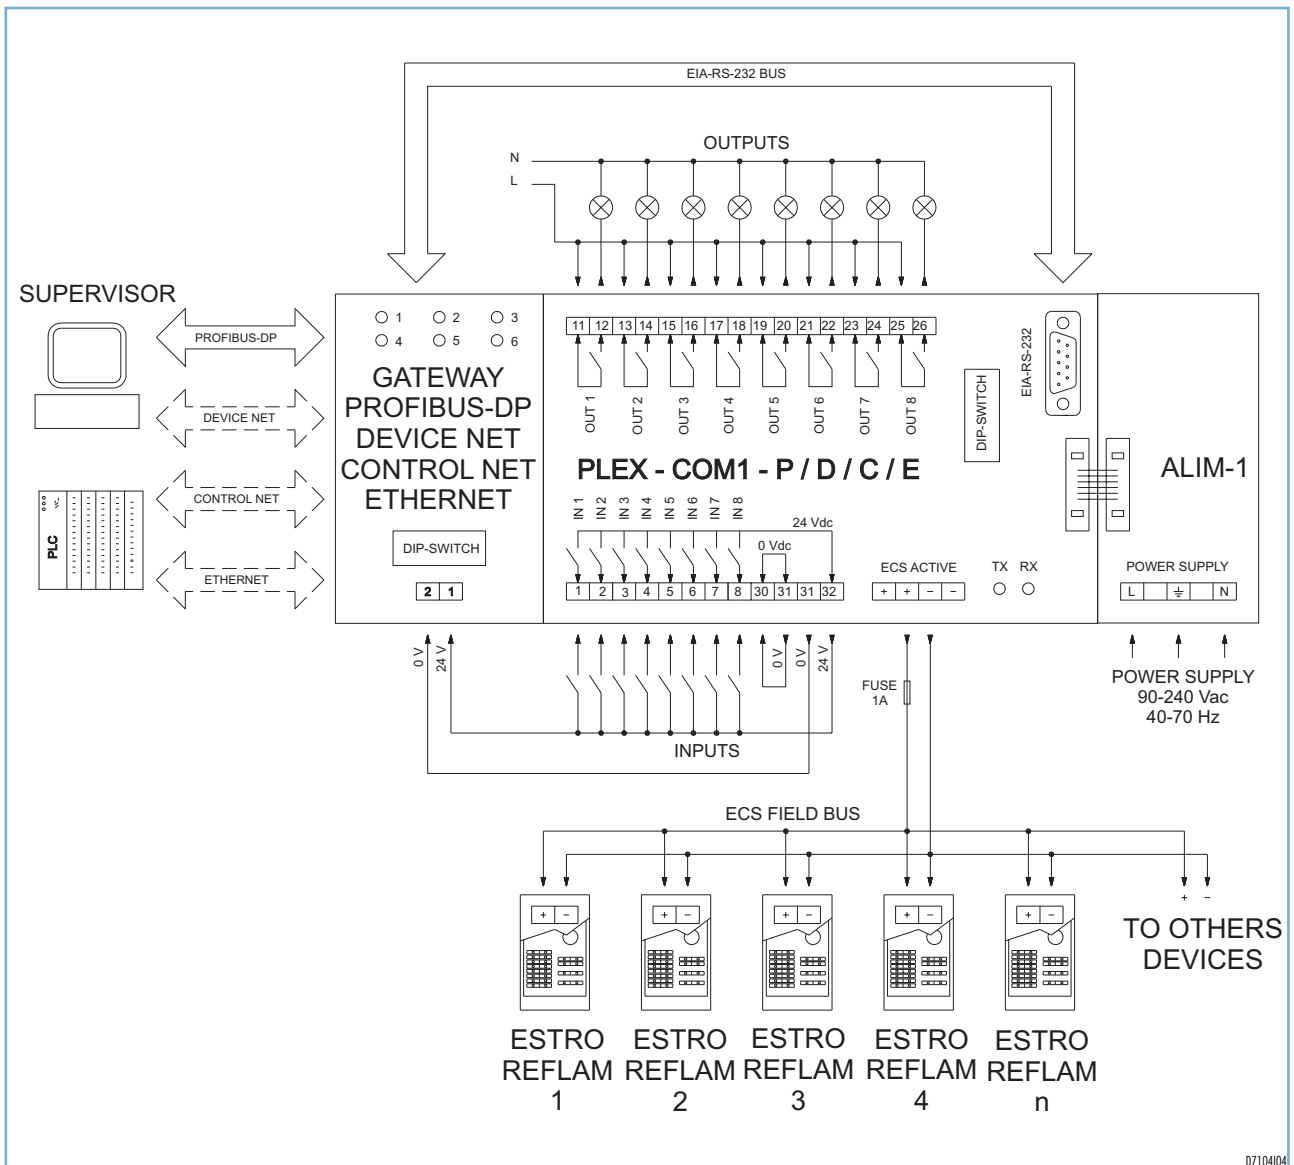 EIA-RS-232 BUS
OUTPUTS
N
L
SUPERVISOR
PROFIBUS-DP
DEVICE NET
CONTROL NET
ETHERNET
PLC
1 2 3
4 5 6
GATEWAY
PROFIBUS-DP
DEVICE NET
CONTROL NET
ETHERNET
DIP-SWITCH
2 1
11 12 13 14 15 16 17 18 19 20 21 22 23 24 25 26
OUT 1 OUT 2 OUT 3 OUT 4 OUT 5 OUT 6 OUT 7 OUT 8
DIP-SWITCH
EIA-RS-232
PLEX - COM1 - P / D / C / E
ALIM-1
IN 1 IN 2 IN 3 IN 4 IN 5 IN 6 IN 7 IN 8
24 Vdc
0 Vdc
1 2 3 4 5 6 7 8 30 31 31 32
ECS ACTIVE
+ + − −
TX RX
POWER SUPPLY
L N
0 V 24 V
0 V 0 V 24 V
FUSE
1A
POWER SUPPLY
90-240 Vac
40-70 Hz
INPUTS
ECS FIELD BUS
+ − + − + − + − + −
+ −
TO OTHERS
DEVICES
ESTRO
REFLAM
1
ESTRO
REFLAM
2
ESTRO
REFLAM
3
ESTRO
REFLAM
4
ESTRO
REFLAM
n
D7104I04